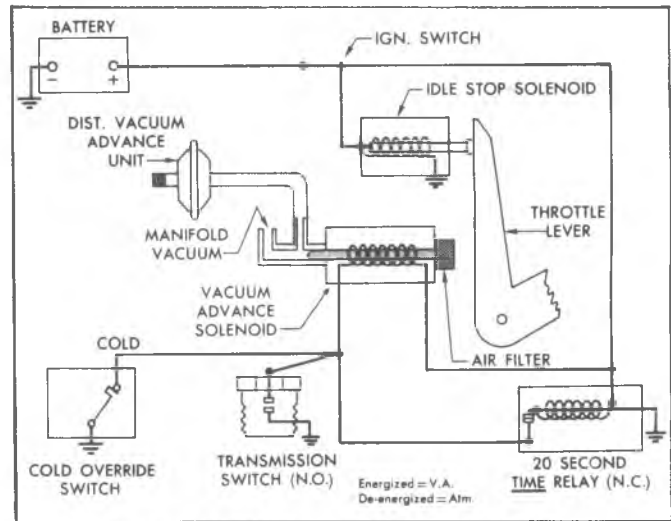 BATTERY
IGN. SWITCH
- +
IDLE STOP SOLENOID
DIST. VACUUM
ADVANCE
UNIT
THROTTLE
LEVER
MANIFOLD
VACUUM
VACUUM
ADVANCE
SOLENOID
COLD
AIR FILTER
COLD OVERRIDE
SWITCH
TRANSMISSION
SWITCH (N.O.)
Energized = V.A.
De-energized = Atm.
20 SECOND
TIME RELAY (N.C.)